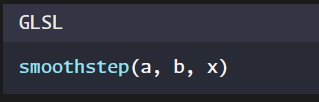 GLSL
smoothstep(a, b, x)